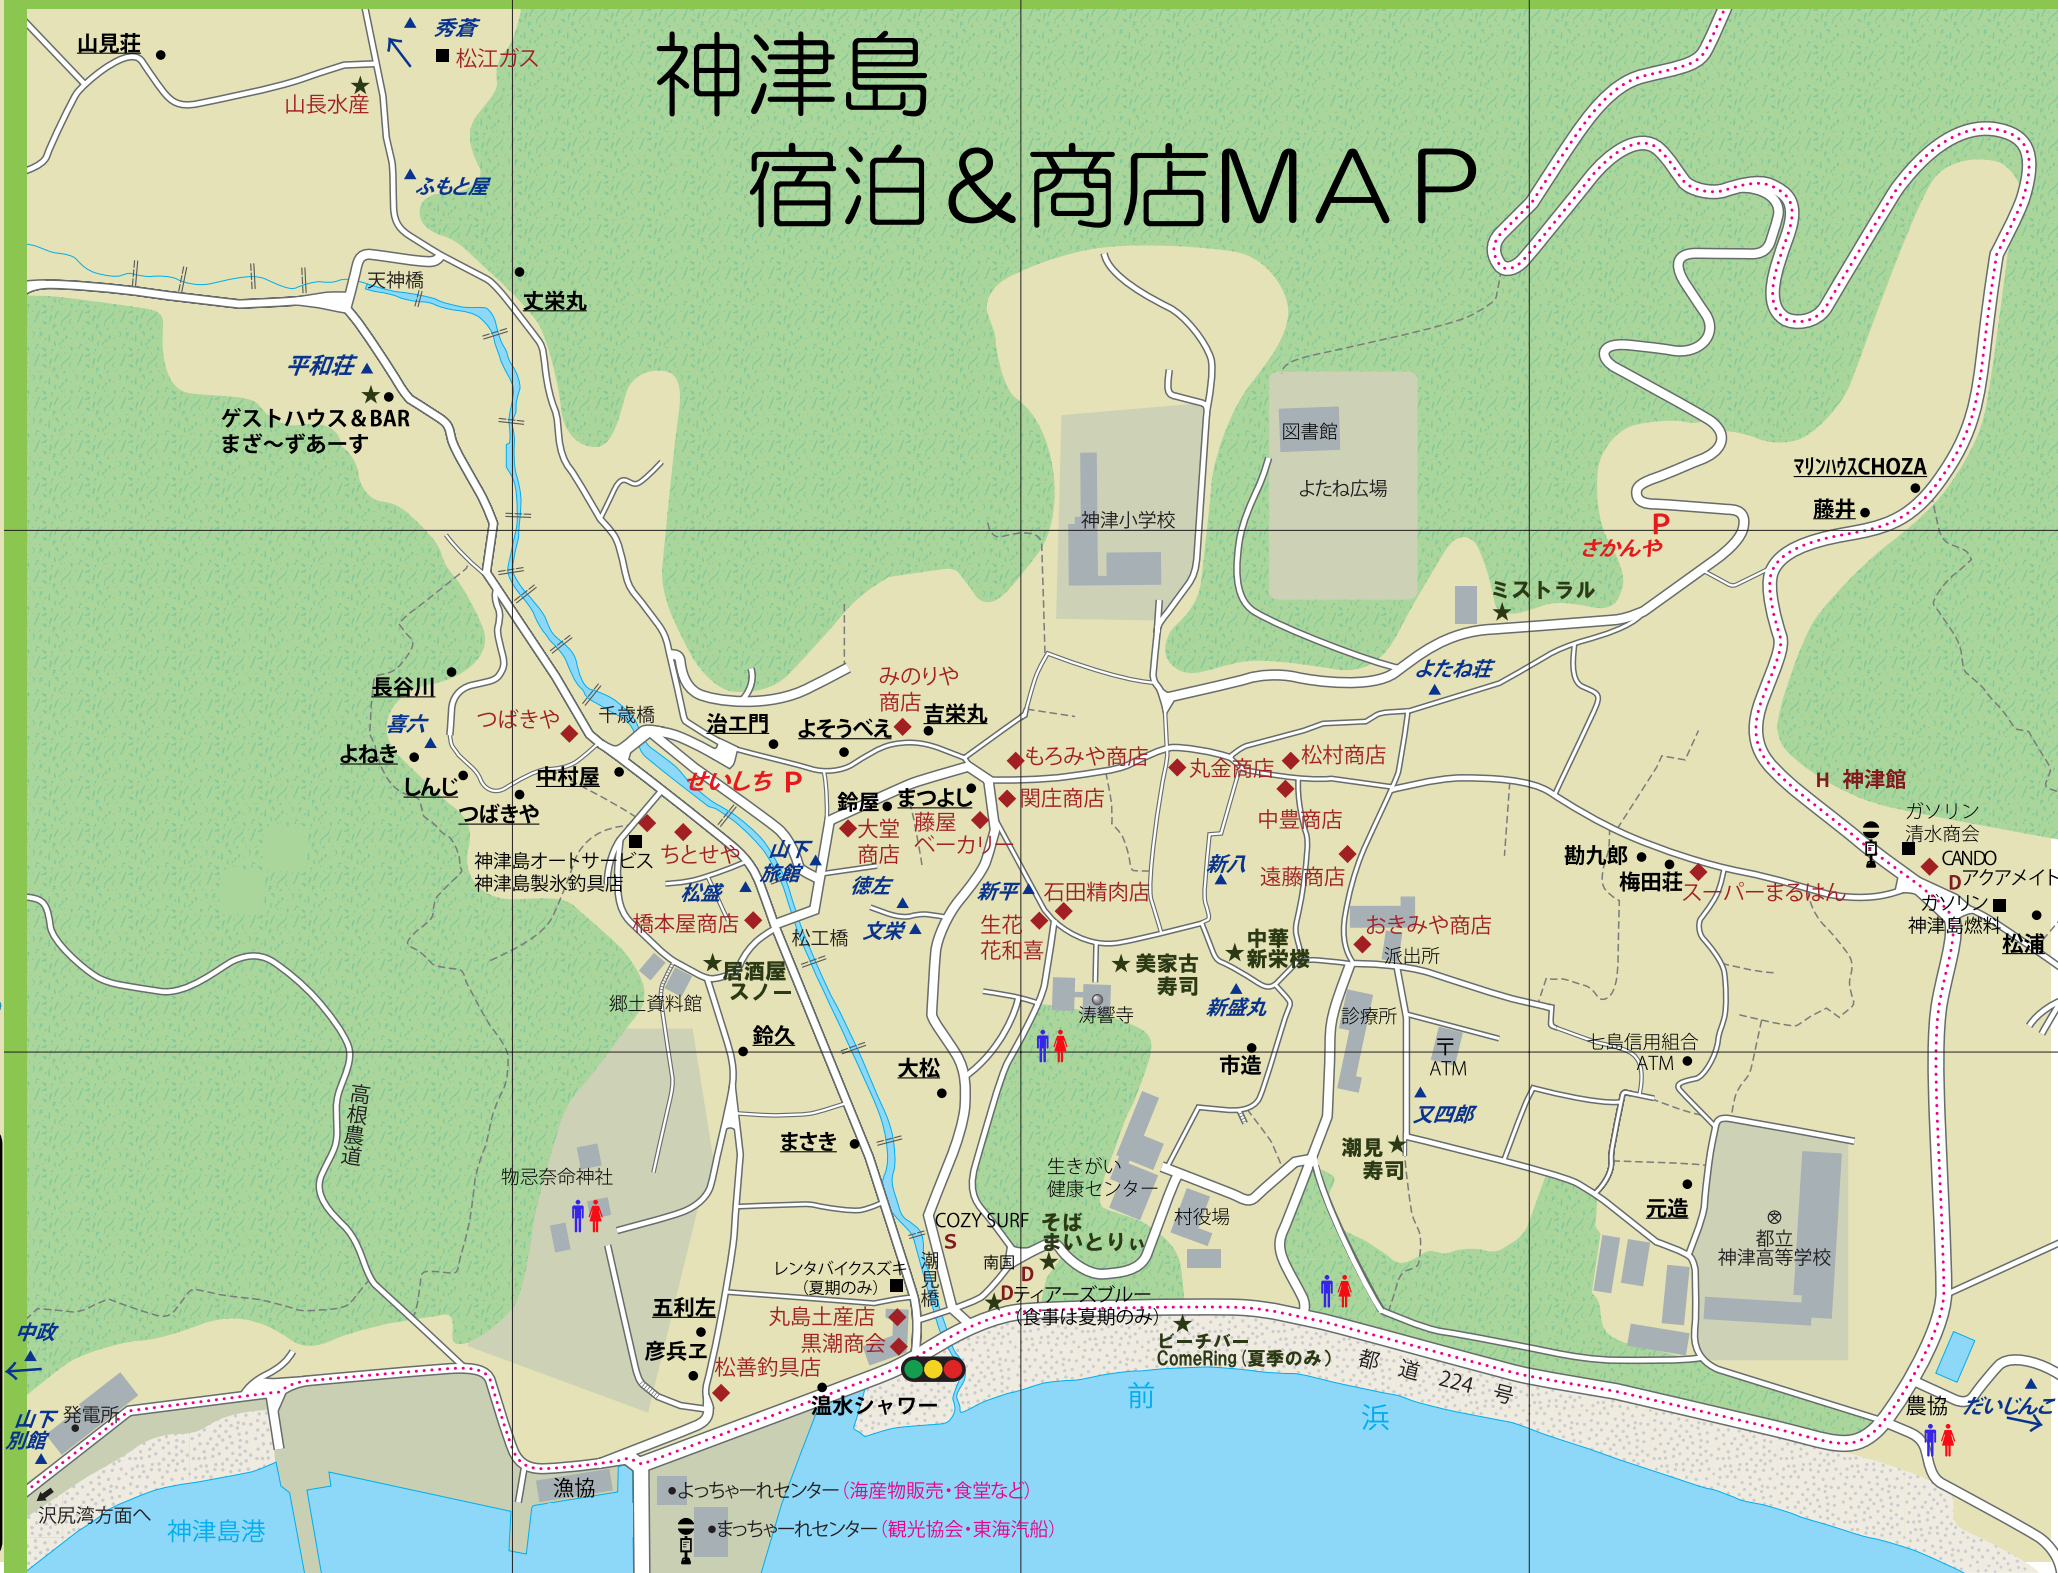 神津島
宿泊&商店MAP
山見荘
秀蒼
松江ガス
山長水産
ふもと屋
天神橋
丈栄丸
平和荘
ゲストハウス&BAR
まざ〜ずあーす
図書館
よたね広場
神津小学校
マリンハウスCHOZA
藤井
P
さかんや
ミストラル
よたね荘
長谷川
喜六
よねき
しんじ
つばきや
つばきや
千歳橋
中村屋
治エ門
よそうべえ
みのりや
商店
吉栄丸
せいしち P
もろみや商店
丸金商店
松村商店
関庄商店
中豊商店
遠藤商店
鈴屋
まつよし
大堂
商店
藤屋
ベーカリー
H 神津館
ガソリン
清水商会
CANDO
D アクアメイト
ガソリン
神津島燃料
松浦
勘九郎
梅田荘
スーパーまるはん
神津島オートサービス
神津島製氷釣具店
ちとせや
山下
旅館
松盛
橋本屋商店
徳左
文栄
松工橋
新平
石田精肉店
生花
花和喜
新八
おきみや商店
派出所
中華
新栄楼
美家古
寿司
新盛丸
涛響寺
居酒屋
スノー
郷土資料館
鈴久
大松
市造
診療所
〒
ATM
又四郎
七島信用組合
ATM
潮見
寿司
高根農道
まさき
物忌奈命神社
生きがい
健康センター
村役場
元造
都立
神津高等学校
COZY SURF
S
そば
まいとりぃ
南国
D
D ティアーズブルー
(食事は夏期のみ)
レンタバイクスズキ
(夏期のみ)
潮見橋
五利左
彦兵ヱ
丸島土産店
黒潮商会
松善釣具店
温水シャワー
ビーチバー
ComeRing(夏季のみ)
都道224号
前浜
農協
だいじんこ
中政
山下
別館
発電所
沢尻湾方面へ
神津島港
漁協
●よっちゃーれセンター(海産物販売・食堂など)
●まっちゃーれセンター(観光協会・東海汽船)